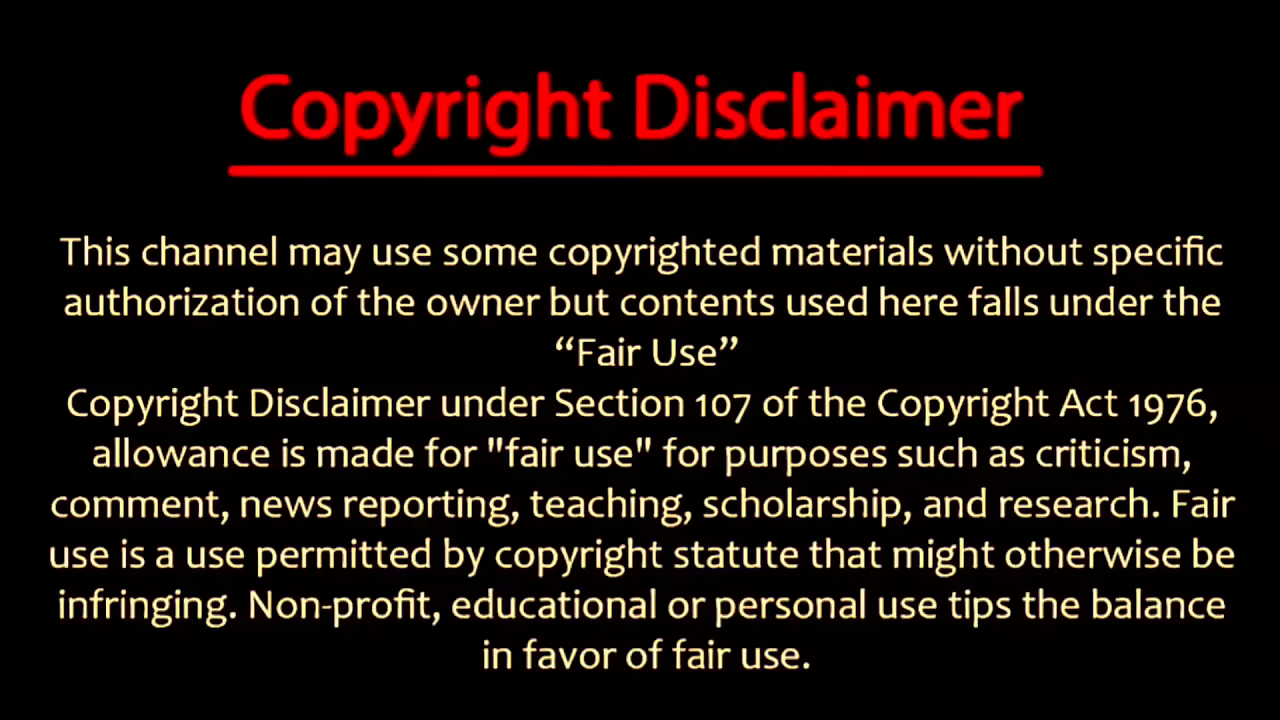 Copyright Disclaimer
This channel may use some copyrighted materials without specific
authorization of the owner but contents used here falls under the
“Fair Use”
Copyright Disclaimer under Section 107 of the Copyright Act 1976,
allowance is made for "fair use" for purposes such as criticism,
comment, news reporting, teaching, scholarship, and research. Fair
use is a use permitted by copyright statute that might otherwise be
infringing. Non-profit, educational or personal use tips the balance
in favor of fair use.